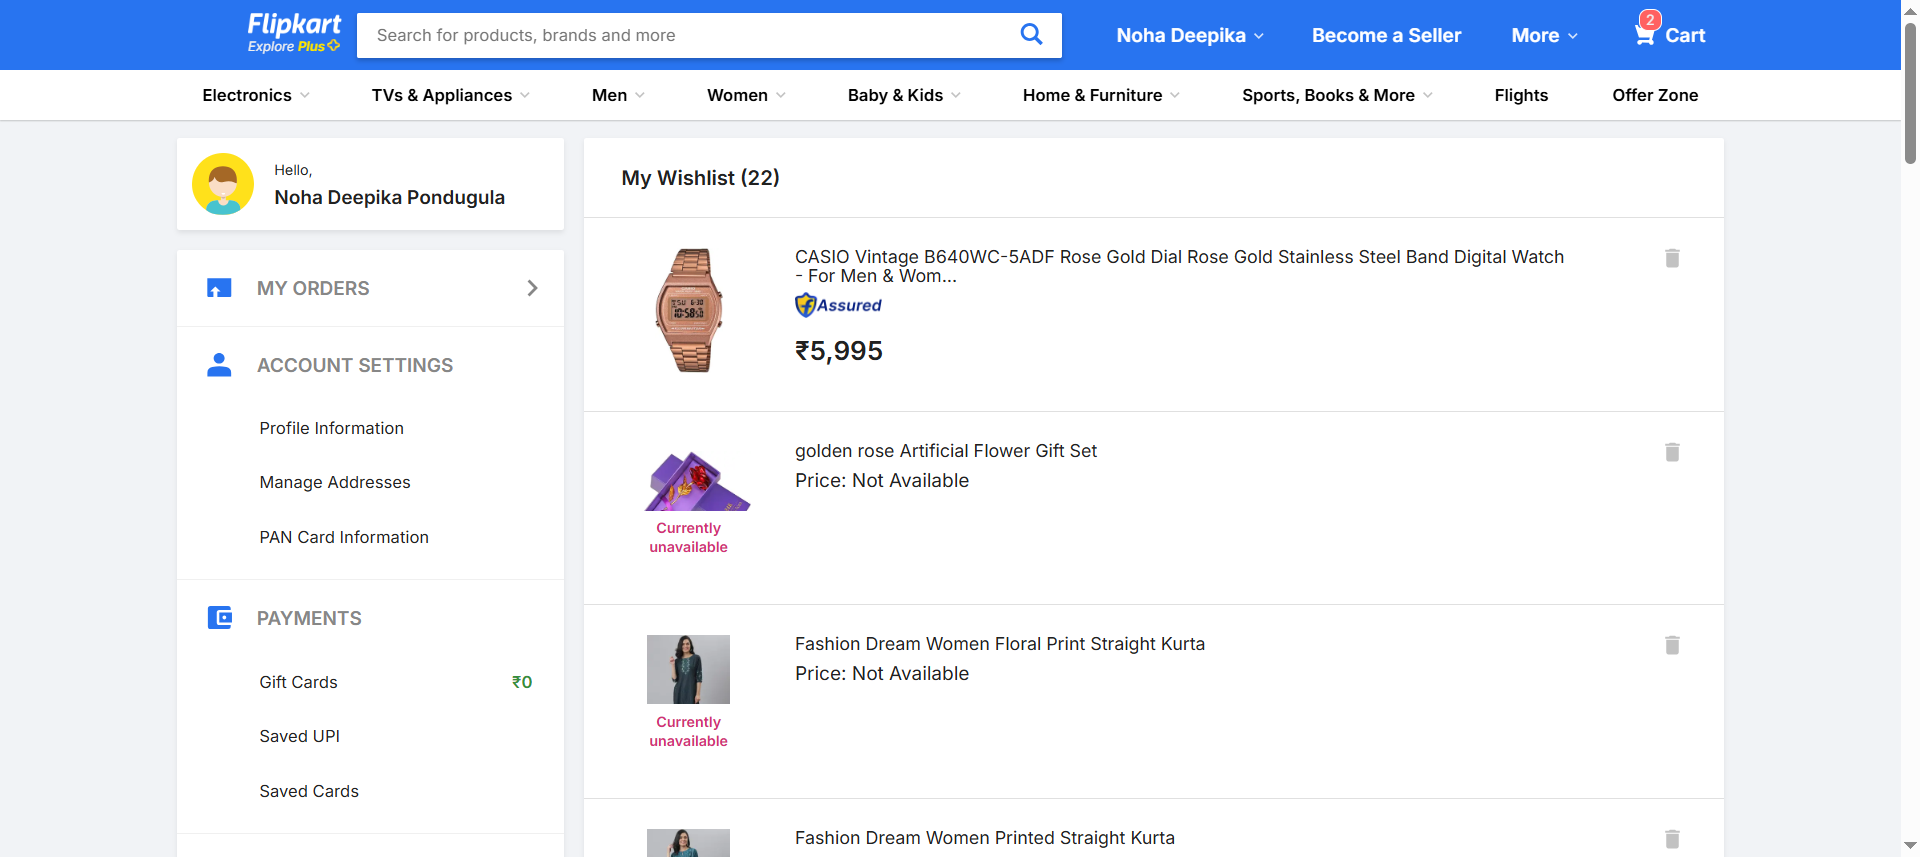 Flipkart
Explore Plus
Search for products, brands and more
Noha Deepika
Become a Seller
More
2
Cart
Electronics
TVs & Appliances
Men
Women
Baby & Kids
Home & Furniture
Sports, Books & More
Flights
Offer Zone
Hello,
Noha Deepika Pondugula
MY ORDERS
ACCOUNT SETTINGS
Profile Information
Manage Addresses
PAN Card Information
PAYMENTS
Gift Cards
₹0
Saved UPI
Saved Cards
My Wishlist (22)
CASIO Vintage B640WC-5ADF Rose Gold Dial Rose Gold Stainless Steel Band Digital Watch
- For Men & Wom...
Assured
₹5,995
golden rose Artificial Flower Gift Set
Price: Not Available
Currently
unavailable
Fashion Dream Women Floral Print Straight Kurta
Price: Not Available
Currently
unavailable
Fashion Dream Women Printed Straight Kurta